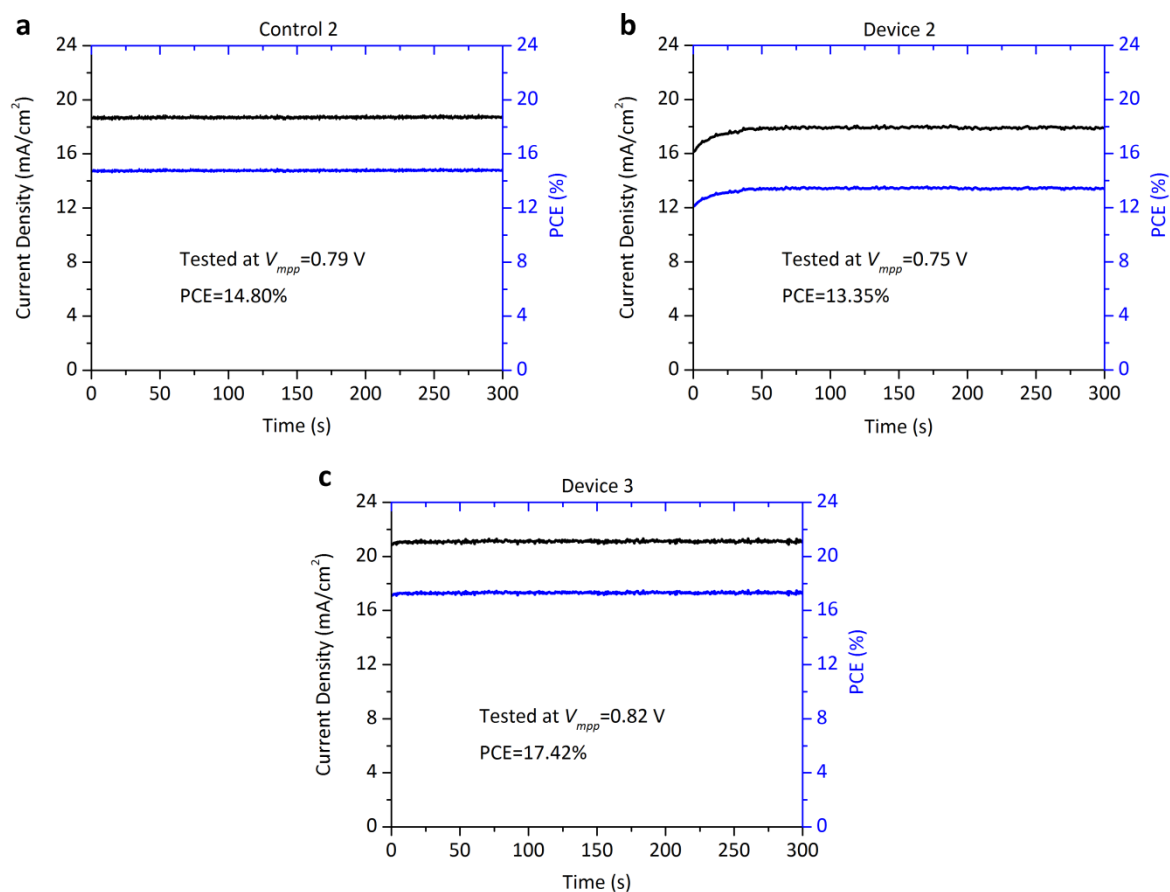 a
Control 2
24
20
16
12
8
4
0
Current Density (mA/cm²)
24
20
16
12
8
4
0
PCE (%)
Tested at Vmpp=0.79 V
PCE=14.80%
0 50 100 150 200 250 300
Time (s)
b
Device 2
24
20
16
12
8
4
0
Current Denisty (mA/cm²)
24
20
16
12
8
4
0
PCE (%)
Tested at Vmpp=0.75 V
PCE=13.35%
0 50 100 150 200 250 300
Time (s)
c
Device 3
24
20
16
12
8
4
0
Current Density (mA/cm²)
24
20
16
12
8
4
0
PCE (%)
Tested at Vmpp=0.82 V
PCE=17.42%
0 50 100 150 200 250 300
Time (s)